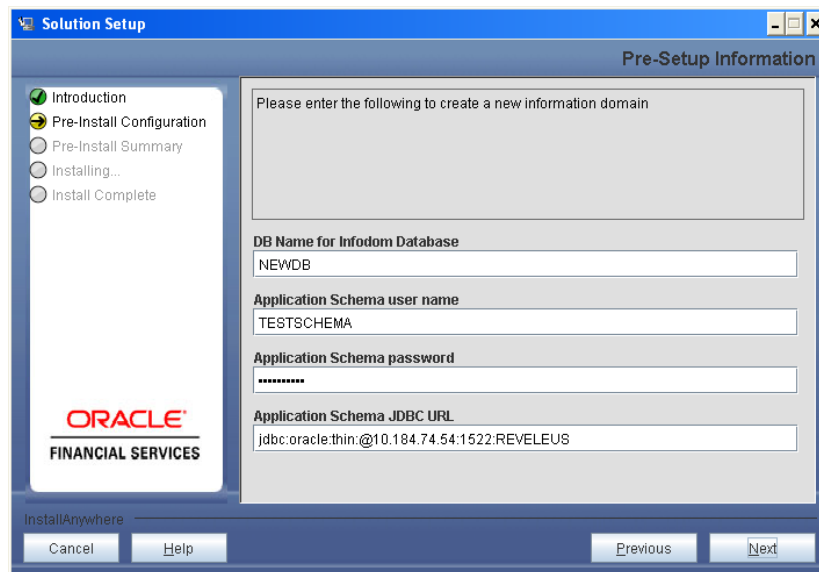 Solution Setup
Pre-Setup Information
Introduction
Pre-Install Configuration
Pre-Install Summary
Installing...
Install Complete
ORACLE
FINANCIAL SERVICES
Please enter the following to create a new information domain
DB Name for Infodom Database
NEWDB
Application Schema user name
TESTSCHEMA
Application Schema password
••••••••••
Application Schema JDBC URL
jdbc:oracle:thin:@10.184.74.54:1522:REVELEUS
InstallAnywhere
Cancel
Help
Previous
Next